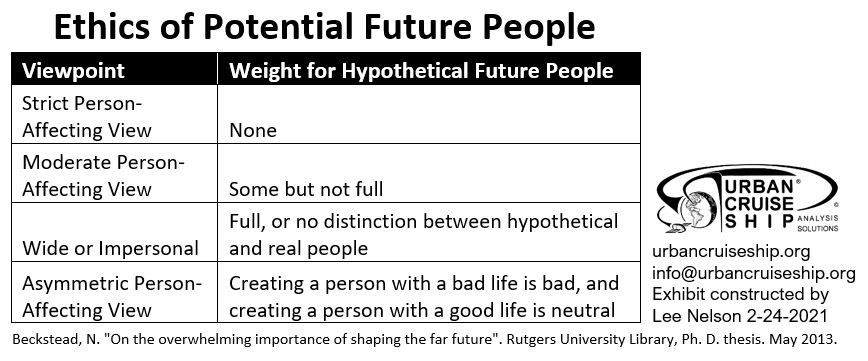 Ethics of Potential Future People
Viewpoint
Weight for Hypothetical Future People
Strict Person-
Affecting View
None
Moderate Person-
Affecting View
Some but not full
Wide or Impersonal
Full, or no distinction between hypothetical
and real people
Asymmetric Person-
Affecting View
Creating a person with a bad life is bad, and
creating a person with a good life is neutral
URBAN®
CRUISE
SHIP
©
ANALYSIS
SOLUTIONS
urbancruiseship.org
info@urbancruiseship.org
Exhibit constructed by
Lee Nelson 2-24-2021
Beckstead, N. "On the overwhelming importance of shaping the far future". Rutgers University Library, Ph. D. thesis. May 2013.